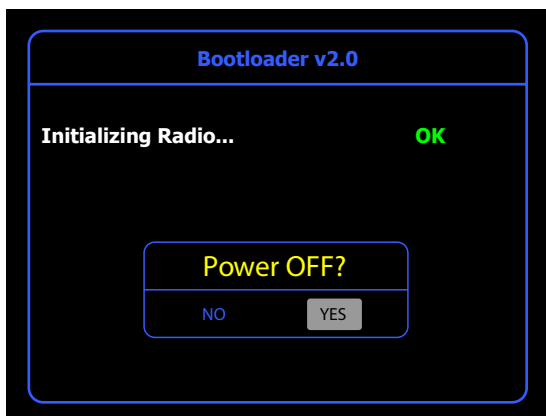 Bootloader v2.0
Initializing Radio... OK
Power OFF?
NO YES